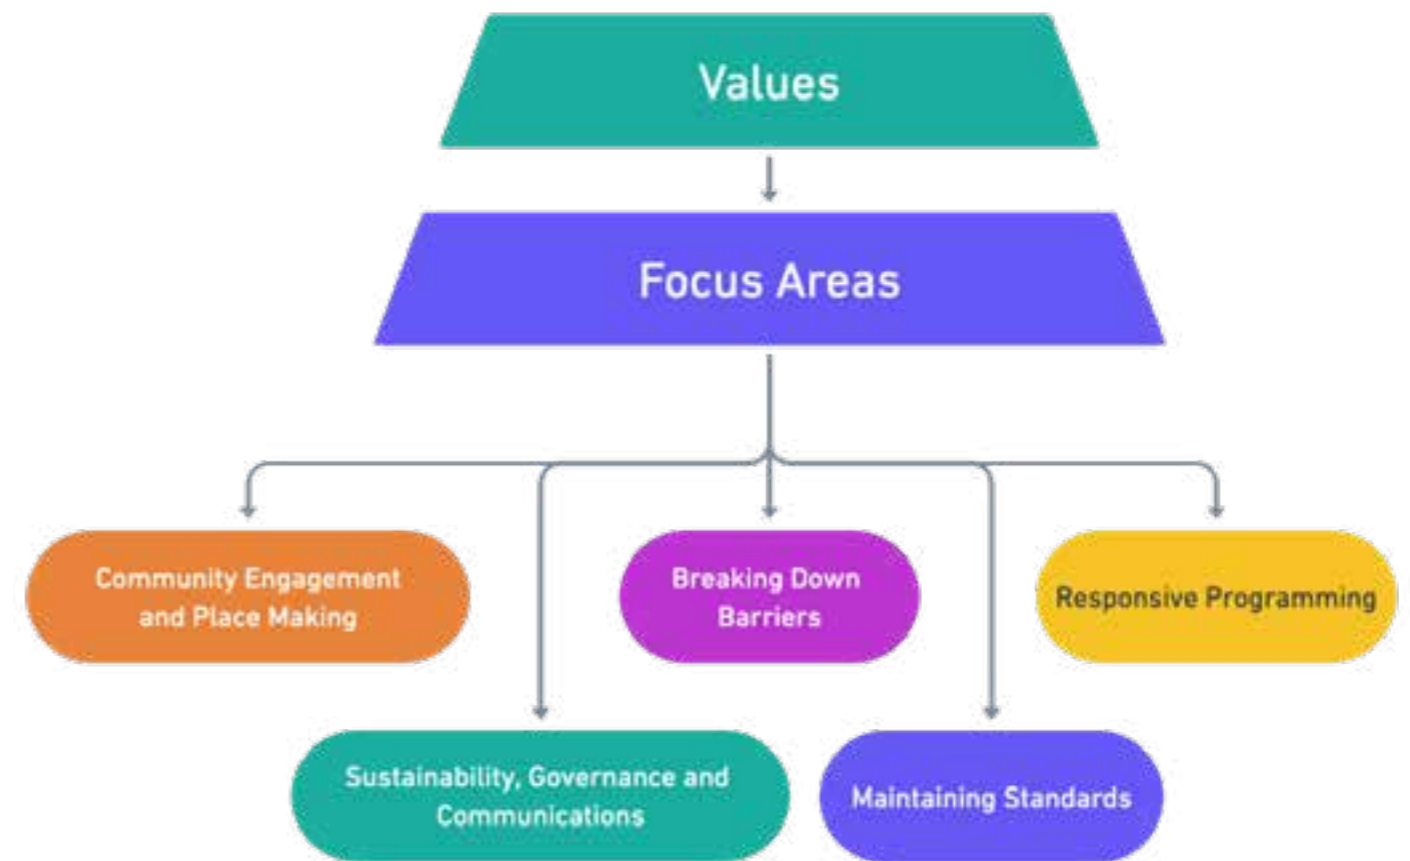 Values
Focus Areas
Community Engagement
and Place Making
Breaking Down
Barriers
Responsive Programming
Sustainability, Governance and
Communications
Maintaining Standards